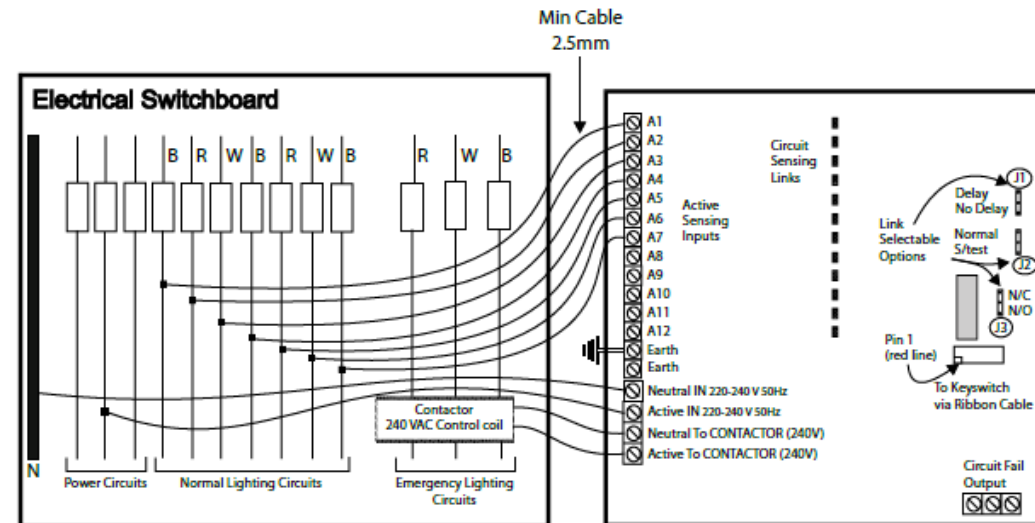 Min Cable
2.5mm
Electrical Switchboard
B R W B R W B
R W B
N
Power Circuits
Normal Lighting Circuits
Contactor
240 VAC Control coil
Emergency Lighting
Circuits
A1
A2
A3
A4
A5
A6
A7
A8
A9
A10
A11
A12
Earth
Earth
Neutral IN 220-240 V 50Hz
Active IN 220-240 V 50Hz
Neutral To CONTACTOR (240V)
Active To CONTACTOR (240V)
Active
Sensing
Inputs
Circuit
Sensing
Links
Link
Selectable
Options
J1
Delay
No Delay
Normal
S/test
J2
N/C
N/O
J3
Pin 1
(red line)
To Keyswitch
via Ribbon Cable
Circuit Fail
Output